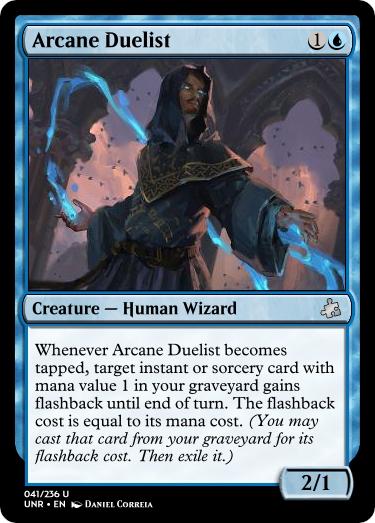 Arcane Duelist 1
Creature — Human Wizard
Whenever Arcane Duelist becomes
tapped, target instant or sorcery card with
mana value 1 in your graveyard gains
flashback until end of turn. The flashback
cost is equal to its mana cost. (You may
cast that card from your graveyard for its
flashback cost. Then exile it.)
2/1
041/236 U
UNR • EN Daniel Correia